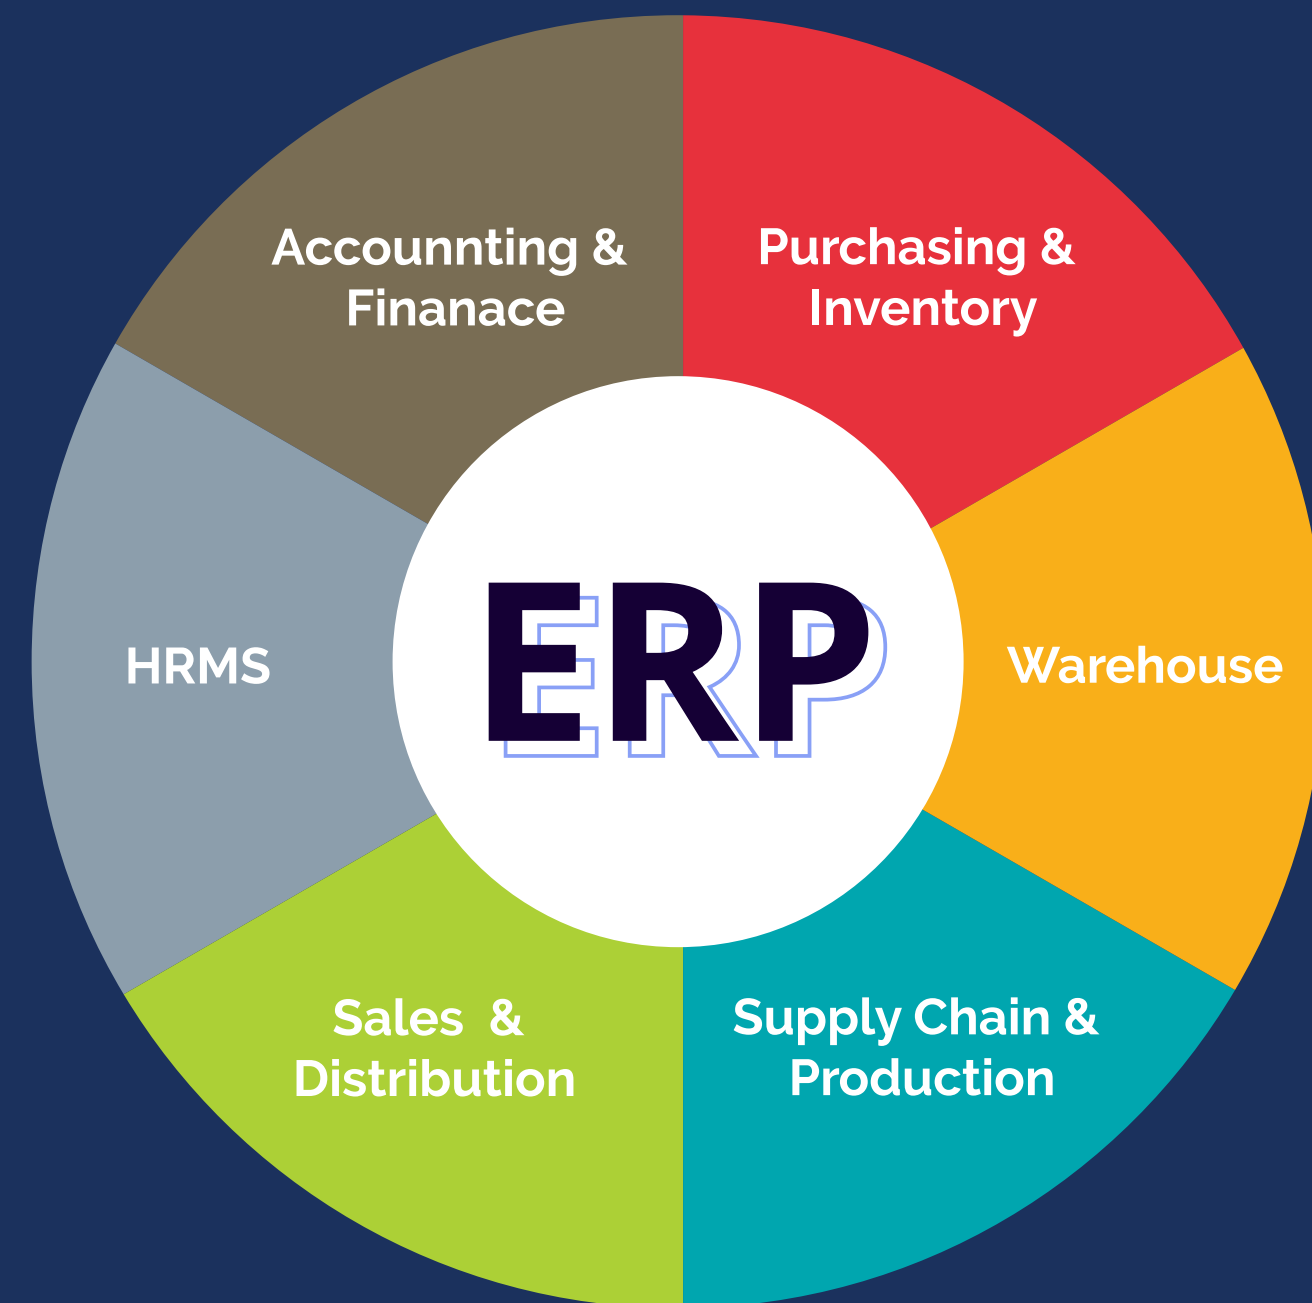 Accounnting &
Finanace
Purchasing &
Inventory
HRMS
ERP
Warehouse
Sales  &
Distribution
Supply Chain &
Production